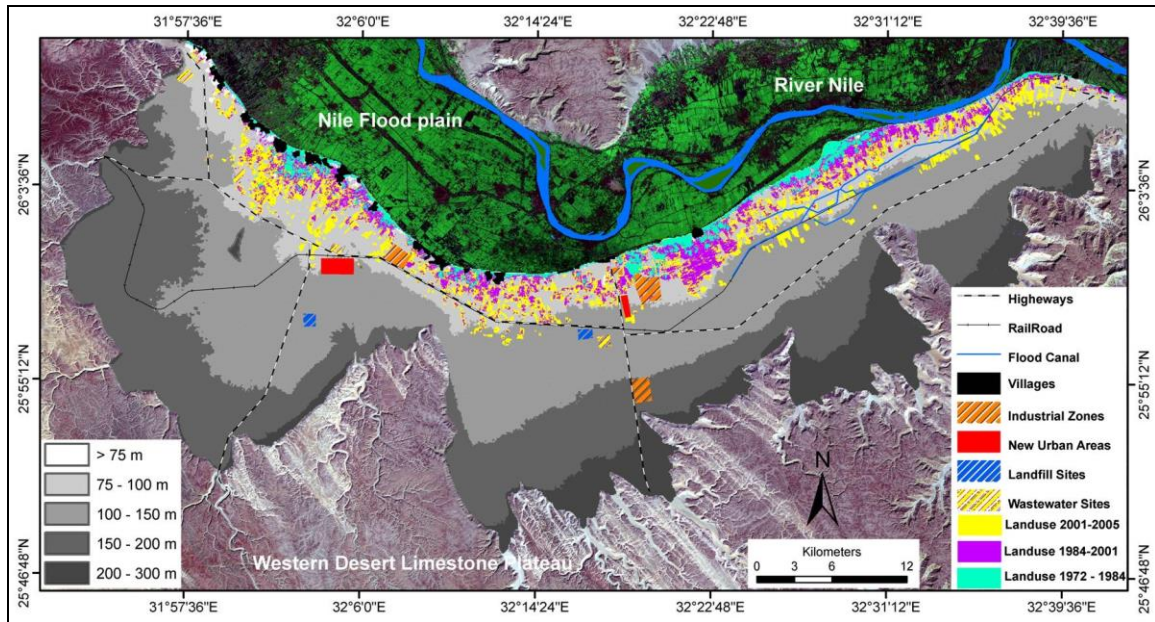 31°57'36"E 32°6'0"E 32°14'24"E 32°22'48"E 32°31'12"E 32°39'36"E
River Nile
Nile Flood plain
26°3'36"N
26°3'36"N
25°55'12"N
25°55'12"N
25°46'48"N
25°46'48"N
Higheways
RailRoad
Flood Canal
Villages
Industrial Zones
New Urban Areas
Landfill Sites
Wastewater Sites
Landuse 2001-2005
Landuse 1984-2001
Landuse 1972 - 1984
> 75 m
75 - 100 m
100 - 150 m
150 - 200 m
200 - 300 m
N
Western Desert Limestone Plateau
Kilometers
0 3 6 12
31°57'36"E 32°6'0"E 32°14'24"E 32°22'48"E 32°31'12"E 32°39'36"E